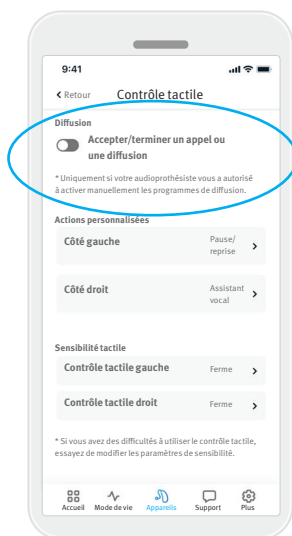 9:41
Retour Contrôle tactile
Diffusion
Accepter/terminer un appel ou
une diffusion
* Uniquement si votre audioprothésiste vous a autorisé
à activer manuellement les programmes de diffusion.
Actions personnalisées
Côté gauche Pause/
reprise
Côté droit Assistant
vocal
Sensibilité tactile
Contrôle tactile gauche Ferme
Contrôle tactile droit Ferme
* Si vous avez des difficultés à utiliser le contrôle tactile,
essayez de modifier les paramètres de sensibilité.
Accueil Mode de vie Appareils Support Plus